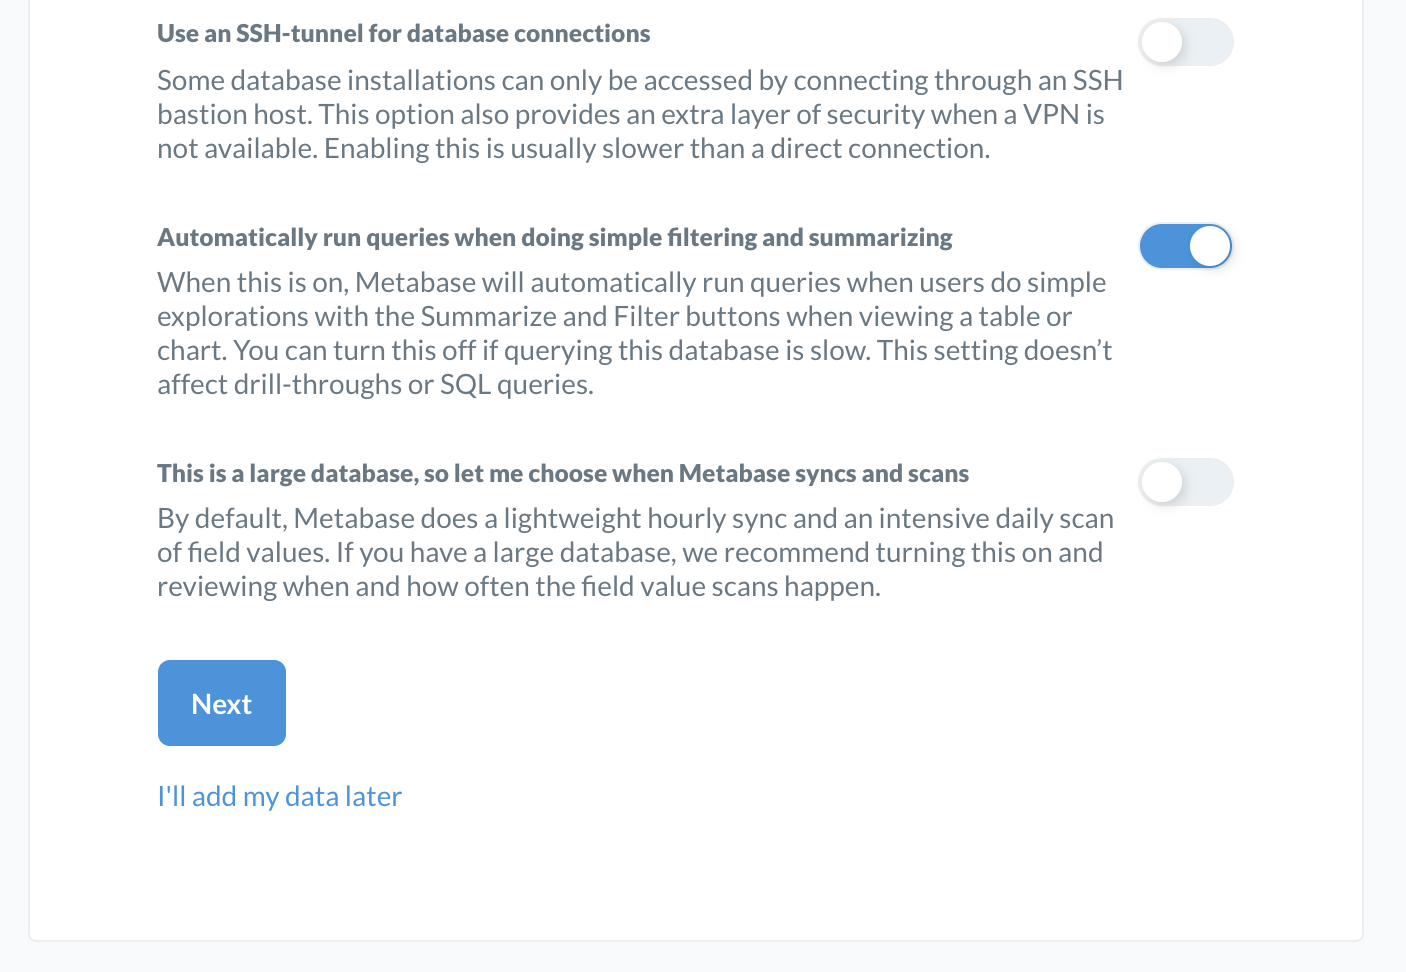 Use an SSH-tunnel for database connections
Some database installations can only be accessed by connecting through an SSH
bastion host. This option also provides an extra layer of security when a VPN is
not available. Enabling this is usually slower than a direct connection.
Automatically run queries when doing simple filtering and summarizing
When this is on, Metabase will automatically run queries when users do simple
explorations with the Summarize and Filter buttons when viewing a table or
chart. You can turn this off if querying this database is slow. This setting doesn’t
affect drill-throughs or SQL queries.
This is a large database, so let me choose when Metabase syncs and scans
By default, Metabase does a lightweight hourly sync and an intensive daily scan
of field values. If you have a large database, we recommend turning this on and
reviewing when and how often the field value scans happen.
Next
I'll add my data later